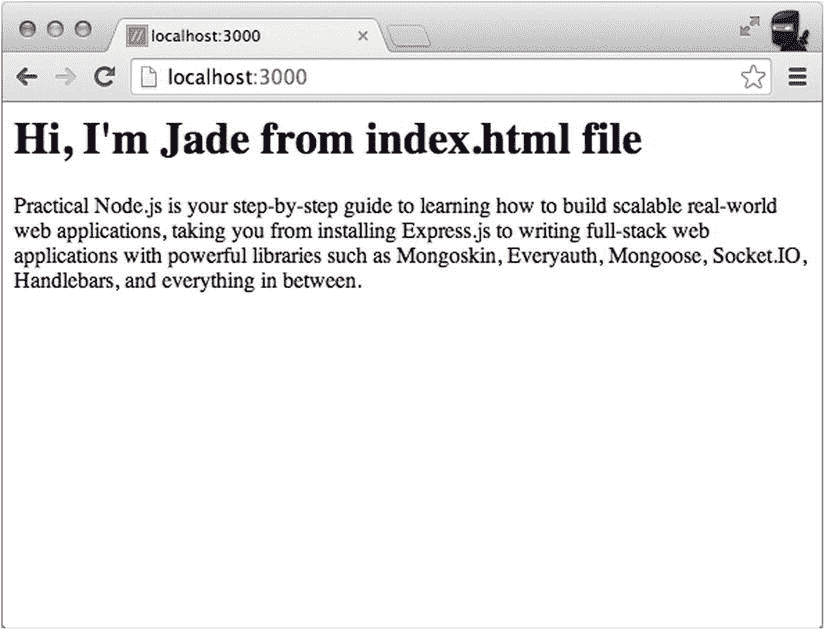 localhost:3000
localhost:3000
Hi, I'm Jade from index.html file
Practical Node.js is your step-by-step guide to learning how to build scalable real-world
web applications, taking you from installing Express.js to writing full-stack web
applications with powerful libraries such as Mongoskin, Everyauth, Mongoose, Socket.IO,
Handlebars, and everything in between.